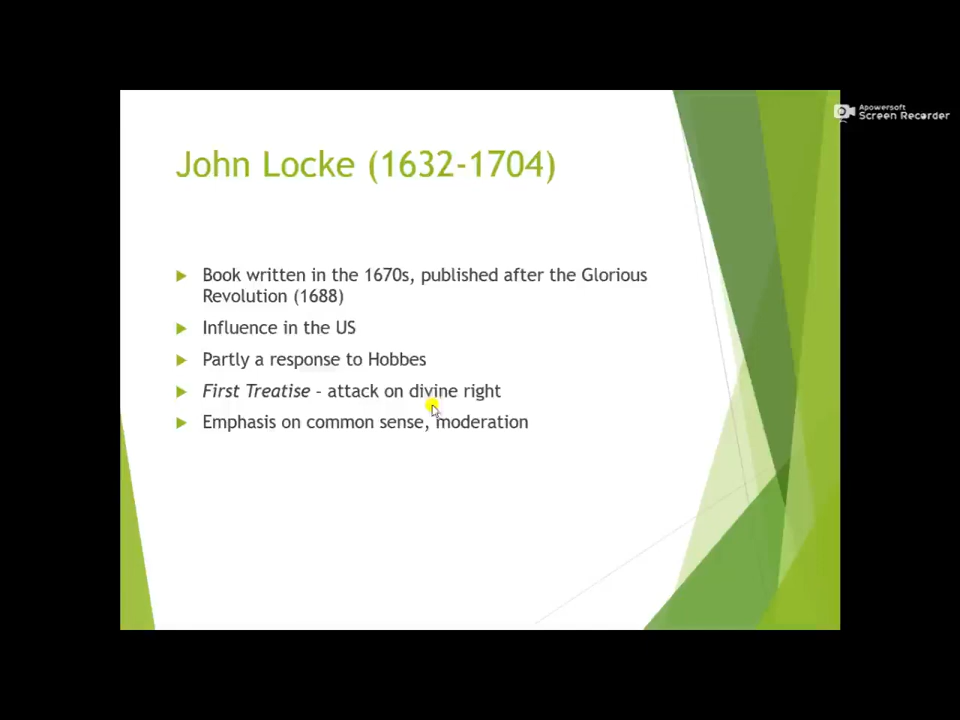 Apowersoft
Screen Recorder
John Locke (1632-1704)
Book written in the 1670s, published after the Glorious
Revolution (1688)
Influence in the US
Partly a response to Hobbes
First Treatise – attack on divine right
Emphasis on common sense, moderation